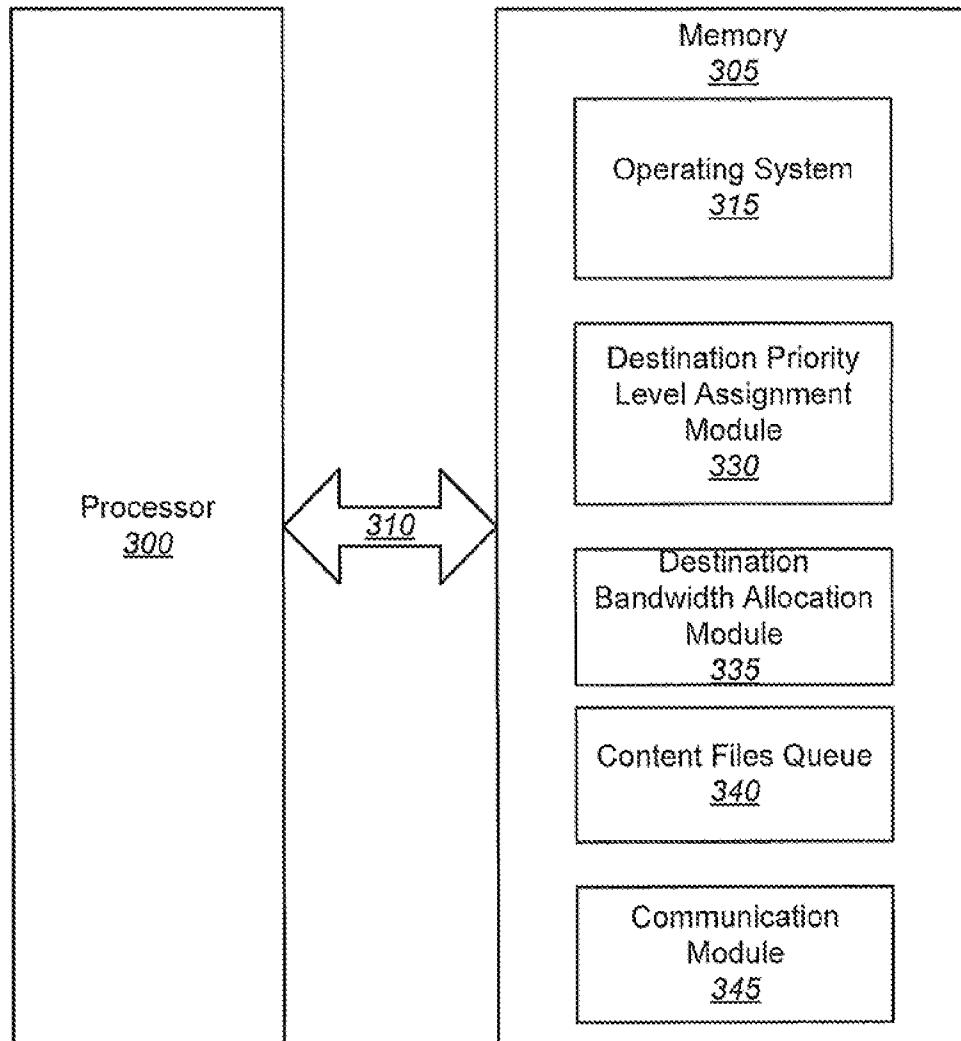 Processor
300
310
Memory
305
Operating System
315
Destination Priority
Level Assignment
Module
330
Destination
Bandwidth Allocation
Module
335
Content Files Queue
340
Communication
Module
345